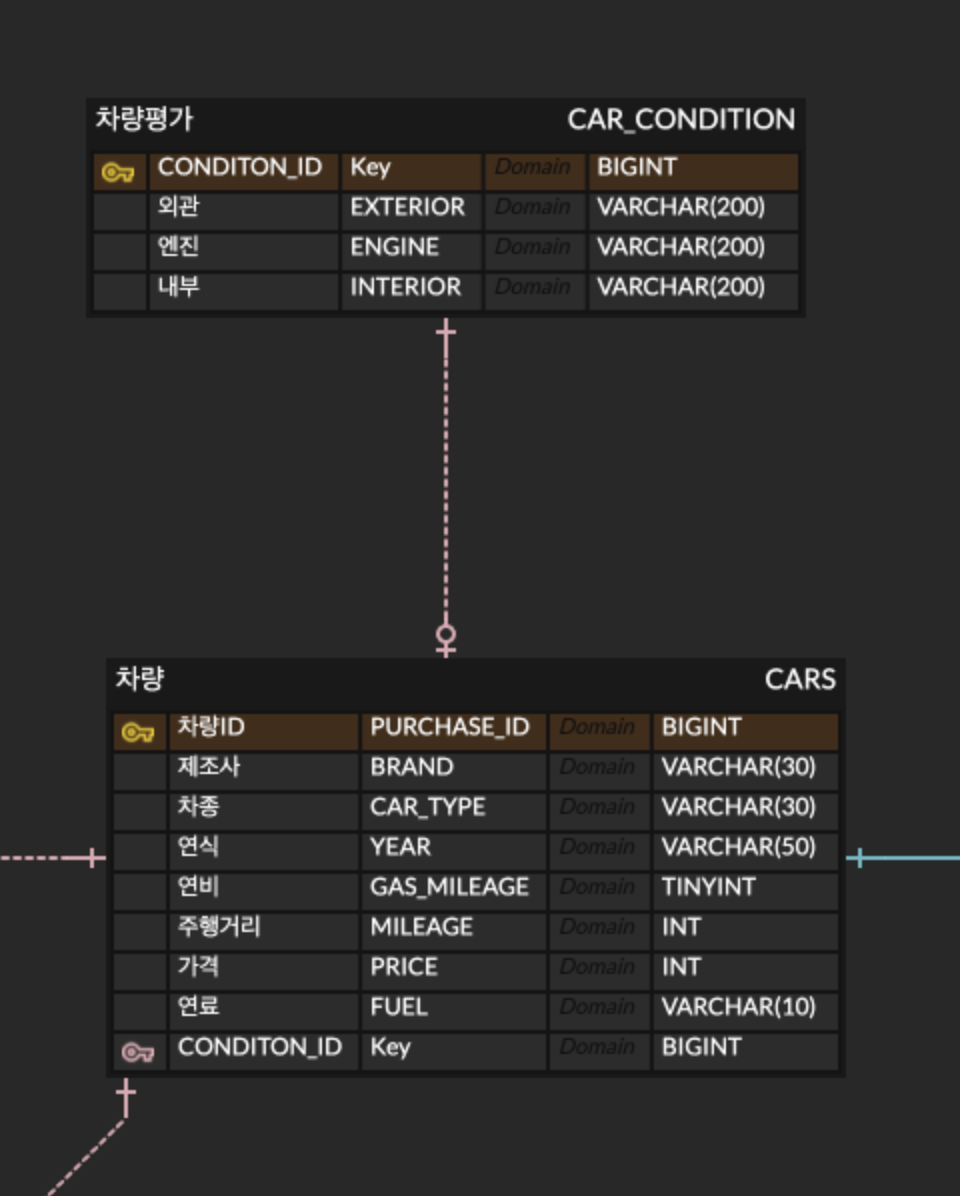 차량평가 CAR_CONDITION
CONDITON_ID Key Domain BIGINT
외관 EXTERIOR Domain VARCHAR(200)
엔진 ENGINE Domain VARCHAR(200)
내부 INTERIOR Domain VARCHAR(200)
차량 CARS
차량ID PURCHASE_ID Domain BIGINT
제조사 BRAND Domain VARCHAR(30)
차종 CAR_TYPE Domain VARCHAR(30)
연식 YEAR Domain VARCHAR(50)
연비 GAS_MILEAGE Domain TINYINT
주행거리 MILEAGE Domain INT
가격 PRICE Domain INT
연료 FUEL Domain VARCHAR(10)
CONDITON_ID Key Domain BIGINT